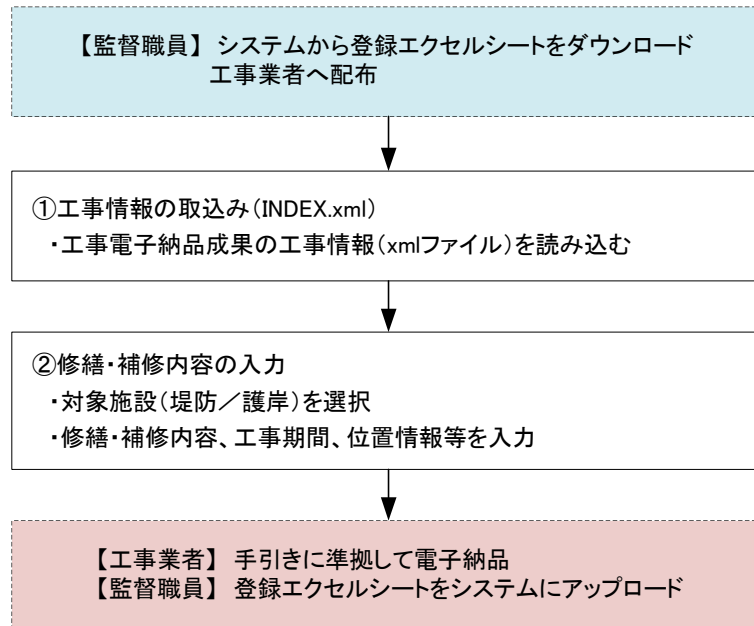 【監督職員】 システムから登録エクセルシートをダウンロード
工事業者へ配布
①工事情報の取込み(INDEX.xml)
・工事電子納品成果の工事情報(xmlファイル)を読み込む
②修繕・補修内容の入力
・対象施設(堤防／護岸)を選択
・修繕・補修内容、工事期間、位置情報等を入力
【工事業者】 手引きに準拠して電子納品
【監督職員】 登録エクセルシートをシステムにアップロード